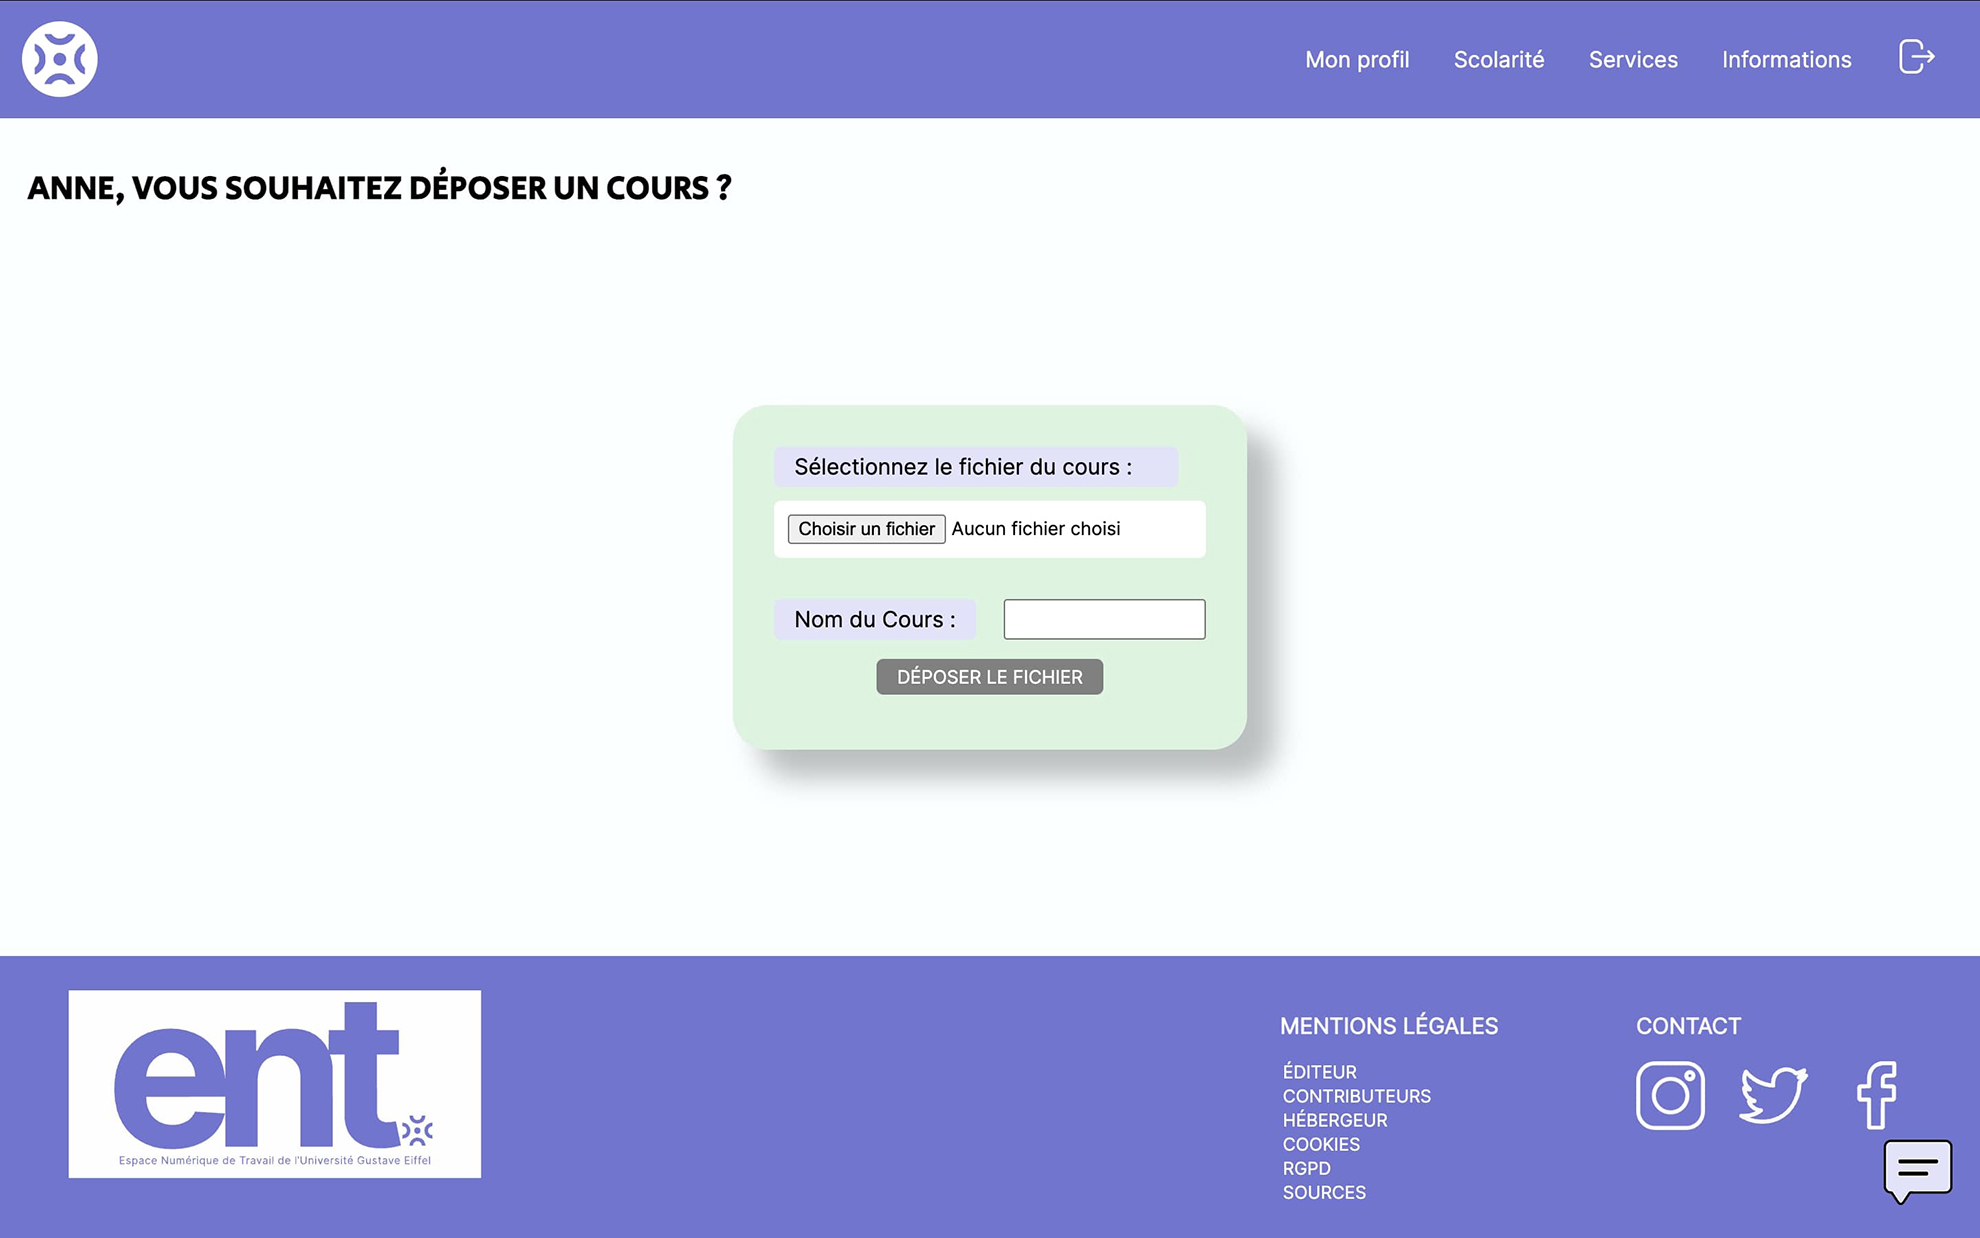 Mon profil Scolarité Services Informations
ANNE, VOUS SOUHAITEZ DÉPOSER UN COURS ?
Sélectionnez le fichier du cours :
Choisir un fichier Aucun fichier choisi
Nom du Cours :
DÉPOSER LE FICHIER
ent
Espace Numérique de Travail de l'Université Gustave Eiffel
MENTIONS LÉGALES
ÉDITEUR
CONTRIBUTEURS
HÉBERGEUR
COOKIES
RGPD
SOURCES
CONTACT